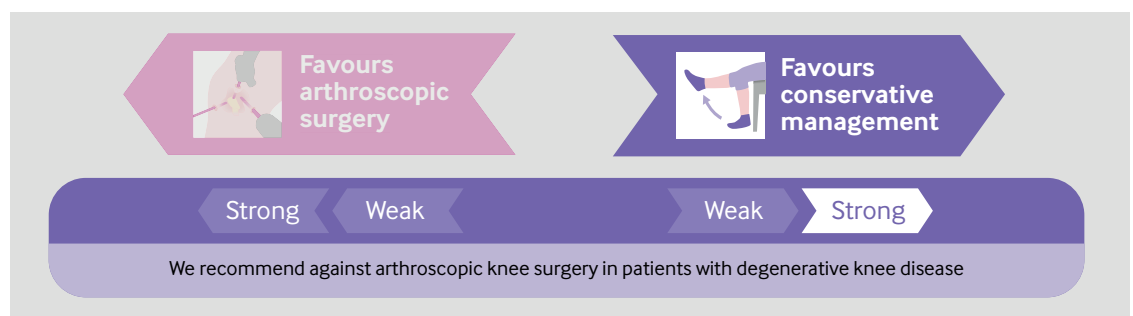 Favours
arthroscopic
surgery
Favours
conservative
management
Strong Weak Weak Strong
We recommend against arthroscopic knee surgery in patients with degenerative knee disease